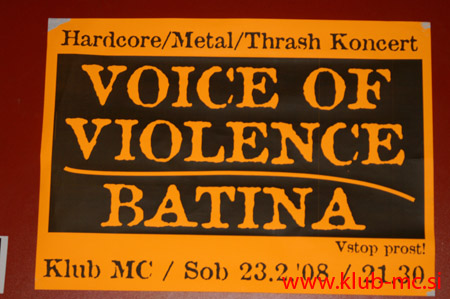 Hardcore/Metal/Thrash Koncert
VOICE OF
VIOLENCE
BATINA
Vstop prost!
Klub MC / Sob 23.2.'08 / 21.30
www.klub-mc.si